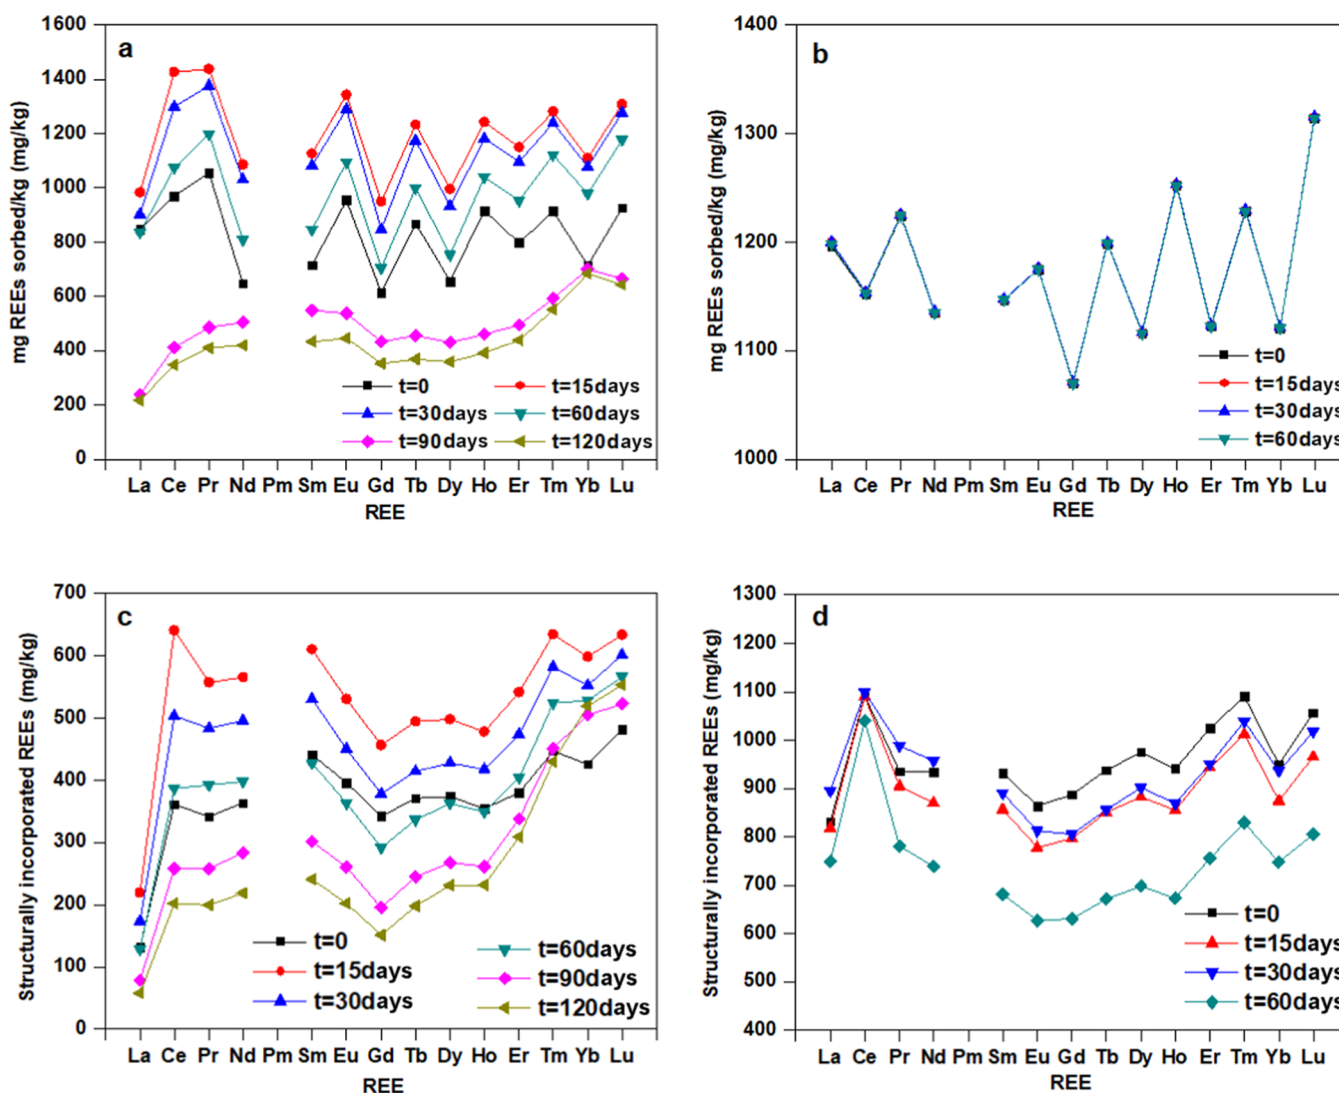 a
mg REEs sorbed/kg (mg/kg)
1600
1400
1200
1000
800
600
400
200
0
t=0
t=15days
t=30days
t=60days
t=90days
t=120days
La Ce Pr Nd Pm Sm Eu Gd Tb Dy Ho Er Tm Yb Lu
REE
b
mg REEs sorbed/kg (mg/kg)
1400
1300
1200
1100
1000
t=0
t=15days
t=30days
t=60days
La Ce Pr Nd Pm Sm Eu Gd Tb Dy Ho Er Tm Yb Lu
REE
c
Structurally incorporated REEs (mg/kg)
700
600
500
400
300
200
100
0
t=0
t=15days
t=30days
t=60days
t=90days
t=120days
La Ce Pr Nd Pm Sm Eu Gd Tb Dy Ho Er Tm Yb Lu
REE
d
Structurally incorporated REEs (mg/kg)
1300
1200
1100
1000
900
800
700
600
500
400
t=0
t=15days
t=30days
t=60days
La Ce Pr Nd Pm Sm Eu Gd Tb Dy Ho Er Tm Yb Lu
REE